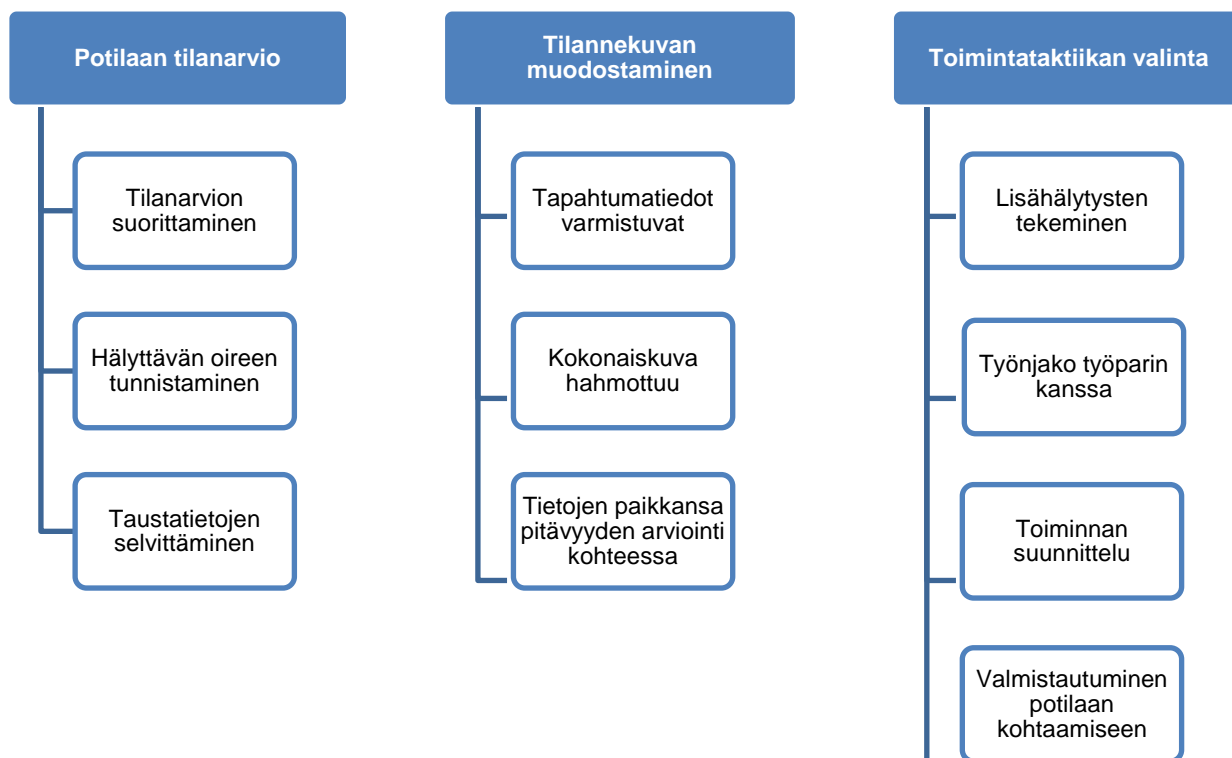 Potilaan tilanarvio
Tilanarvion
suorittaminen
Hälyttävän oireen
tunnistaminen
Taustatietojen
selvittäminen
Tilannekuvan
muodostaminen
Tapahtumatiedot
varmistuvat
Kokonaiskuva
hahmottuu
Tietojen paikkansa
pitävyyden arviointi
kohteessa
Toimintataktiikan valinta
Lisähälytysten
tekeminen
Työnjako työparin
kanssa
Toiminnan
suunnittelu
Valmistautuminen
potilaan
kohtaamiseen